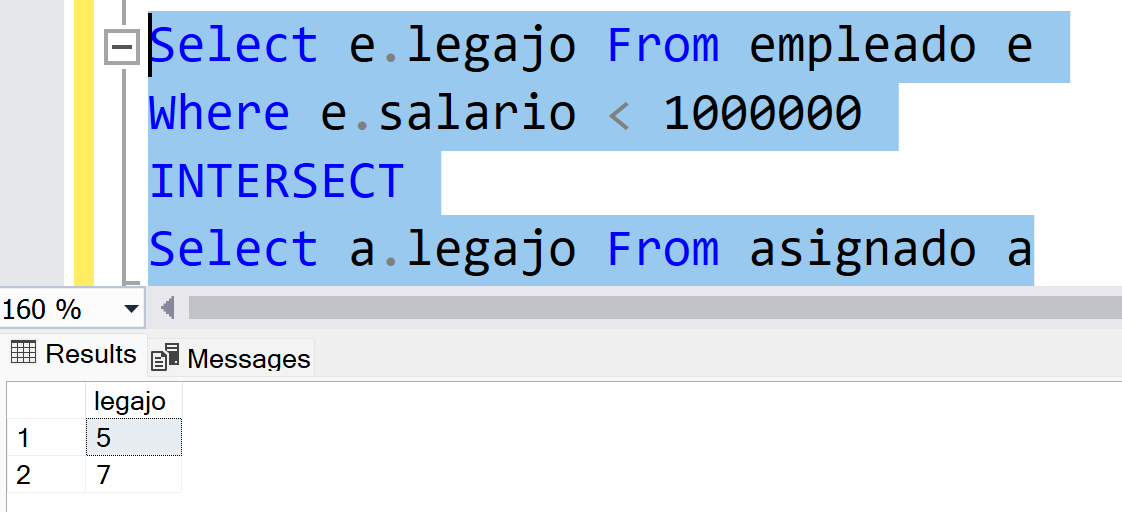 Select e.legajo From empleado e
Where e.salario < 1000000
INTERSECT
Select a.legajo From asignado a
160 %
Results Messages
legajo
1 5
2 7